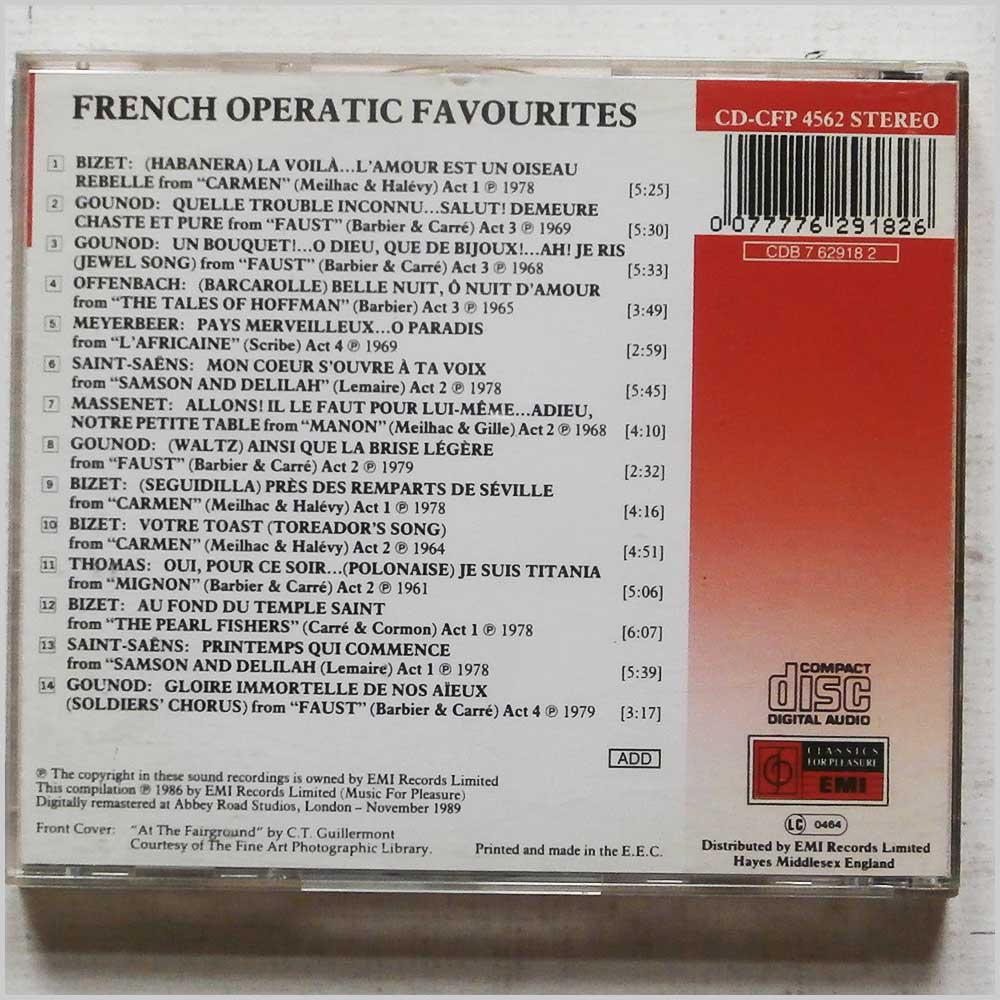 FRENCH OPERATIC FAVOURITES
1 BIZET: (HABANERA) LA VOILÀ...L'AMOUR EST UN OISEAU
REBELLE from "CARMEN" (Meilhac & Halévy) Act 1 ℗ 1978 [5:25]
2 GOUNOD: QUELLE TROUBLE INCONNU...SALUT! DEMEURE
CHASTE ET PURE from "FAUST" (Barbier & Carré) Act 3 ℗ 1969 [5:30]
3 GOUNOD: UN BOUQUET!...O DIEU, QUE DE BIJOUX!...AH! JE RIS
(JEWEL SONG) from "FAUST" (Barbier & Carré) Act 3 ℗ 1968 [5:33]
4 OFFENBACH: (BARCAROLLE) BELLE NUIT, Ô NUIT D'AMOUR
from "THE TALES OF HOFFMAN" (Barbier) Act 3 ℗ 1965 [3:49]
5 MEYERBEER: PAYS MERVEILLEUX...O PARADIS
from "L'AFRICAINE" (Scribe) Act 4 ℗ 1969 [2:59]
6 SAINT-SAËNS: MON COEUR S'OUVRE À TA VOIX
from "SAMSON AND DELILAH" (Lemaire) Act 2 ℗ 1978 [5:45]
7 MASSENET: ALLONS! IL LE FAUT POUR LUI-MÊME...ADIEU,
NOTRE PETITE TABLE from "MANON" (Meilhac & Gille) Act 2 ℗ 1968 [4:10]
8 GOUNOD: (WALTZ) AINSI QUE LA BRISE LÉGÈRE
from "FAUST" (Barbier & Carré) Act 2 ℗ 1979 [2:32]
9 BIZET: (SEGUIDILLA) PRÈS DES REMPARTS DE SÉVILLE
from "CARMEN" (Meilhac & Halévy) Act 1 ℗ 1978 [4:16]
10 BIZET: VOTRE TOAST (TOREADOR'S SONG)
from "CARMEN" (Meilhac & Halévy) Act 2 ℗ 1964 [4:51]
11 THOMAS: OUI, POUR CE SOIR...(POLONAISE) JE SUIS TITANIA
from "MIGNON" (Barbier & Carré) Act 2 ℗ 1961 [5:06]
12 BIZET: AU FOND DU TEMPLE SAINT
from "THE PEARL FISHERS" (Carré & Cormon) Act 1 ℗ 1978 [6:07]
13 SAINT-SAËNS: PRINTEMPS QUI COMMENCE
from "SAMSON AND DELILAH (Lemaire) Act 1 ℗ 1978 [5:39]
14 GOUNOD: GLOIRE IMMORTELLE DE NOS AÏEUX
(SOLDIERS' CHORUS) from "FAUST" (Barbier & Carré) Act 4 ℗ 1979 [3:17]
ADD
℗ The copyright in these sound recordings is owned by EMI Records Limited
This compilation ℗ 1986 by EMI Records Limited (Music For Pleasure)
Digitally remastered at Abbey Road Studios, London – November 1989
Front Cover: "At The Fairground" by C.T. Guillermont
Courtesy of The Fine Art Photographic Library. Printed and made in the E.E.C.
CD-CFP 4562 STEREO
0 077776 291826
CDB 7 62918 2
COMPACT
disc
DIGITAL AUDIO
CLASSICS
FOR PLEASURE
EMI
LC 0464
Distributed by EMI Records Limited
Hayes Middlesex England